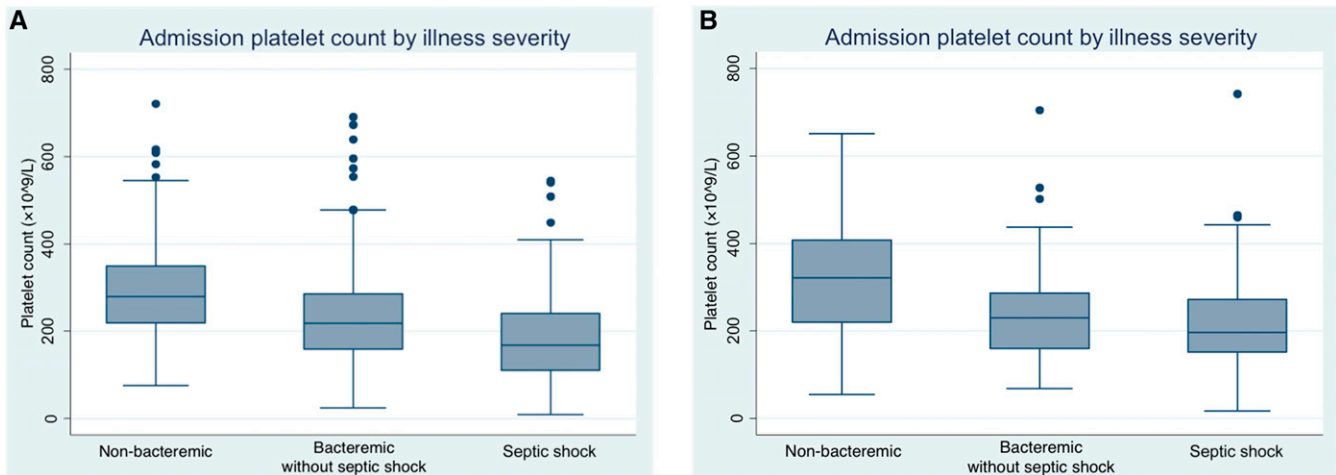 A
Admission platelet count by illness severity
Platelet count (×10^9/L)
800
600
400
200
0
Non-bacteremic
Bacteremic
without septic shock
Septic shock
B
Admission platelet count by illness severity
Platelet count (×10^9/L)
800
600
400
200
0
Non-bacteremic
Bacteremic
without septic shock
Septic shock